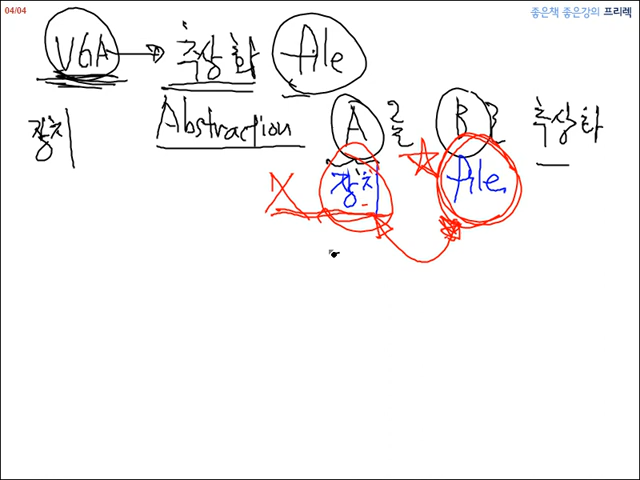 04/04 좋은책 좋은강의 프리렉
VGA → 추상화 file
장치 Abstraction A를 B로 추상화
X 장치 ☆ file